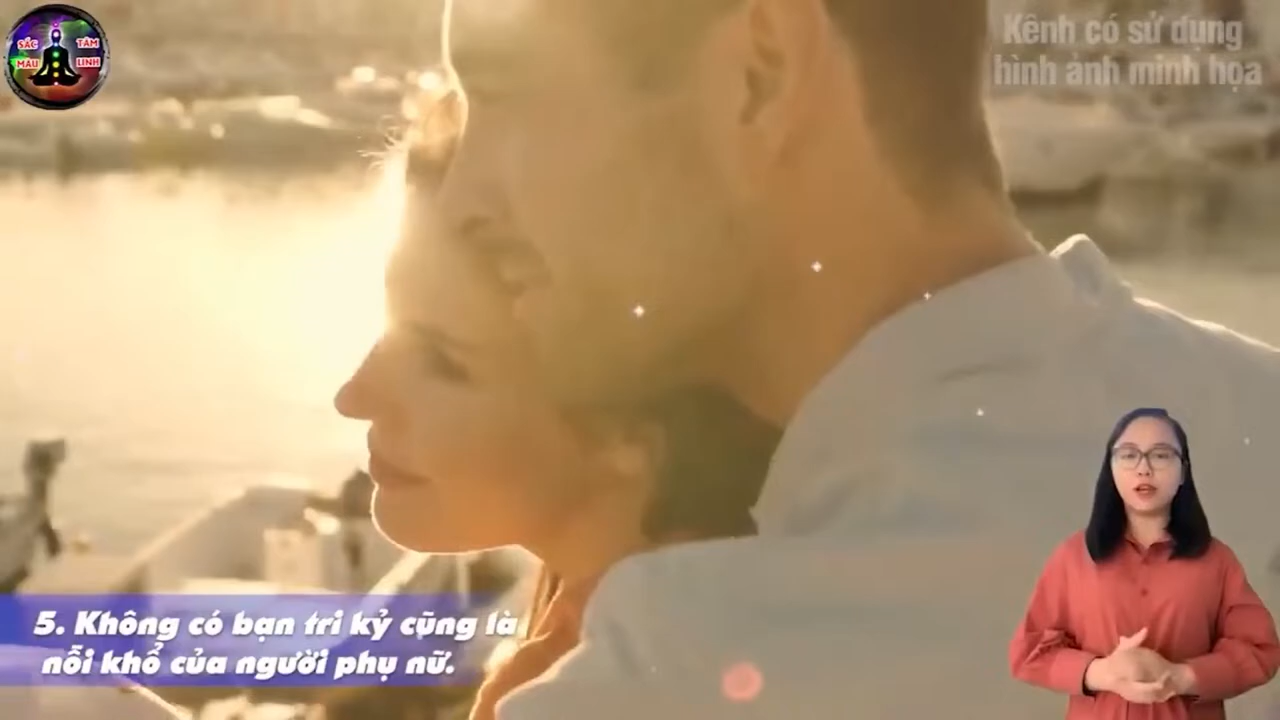 SẮC
MÀU
TÂM
LINH
Kênh có sử dụng
hình ảnh minh họa
5. Không có bạn tri kỷ cũng là
nỗi khổ của người phụ nữ.